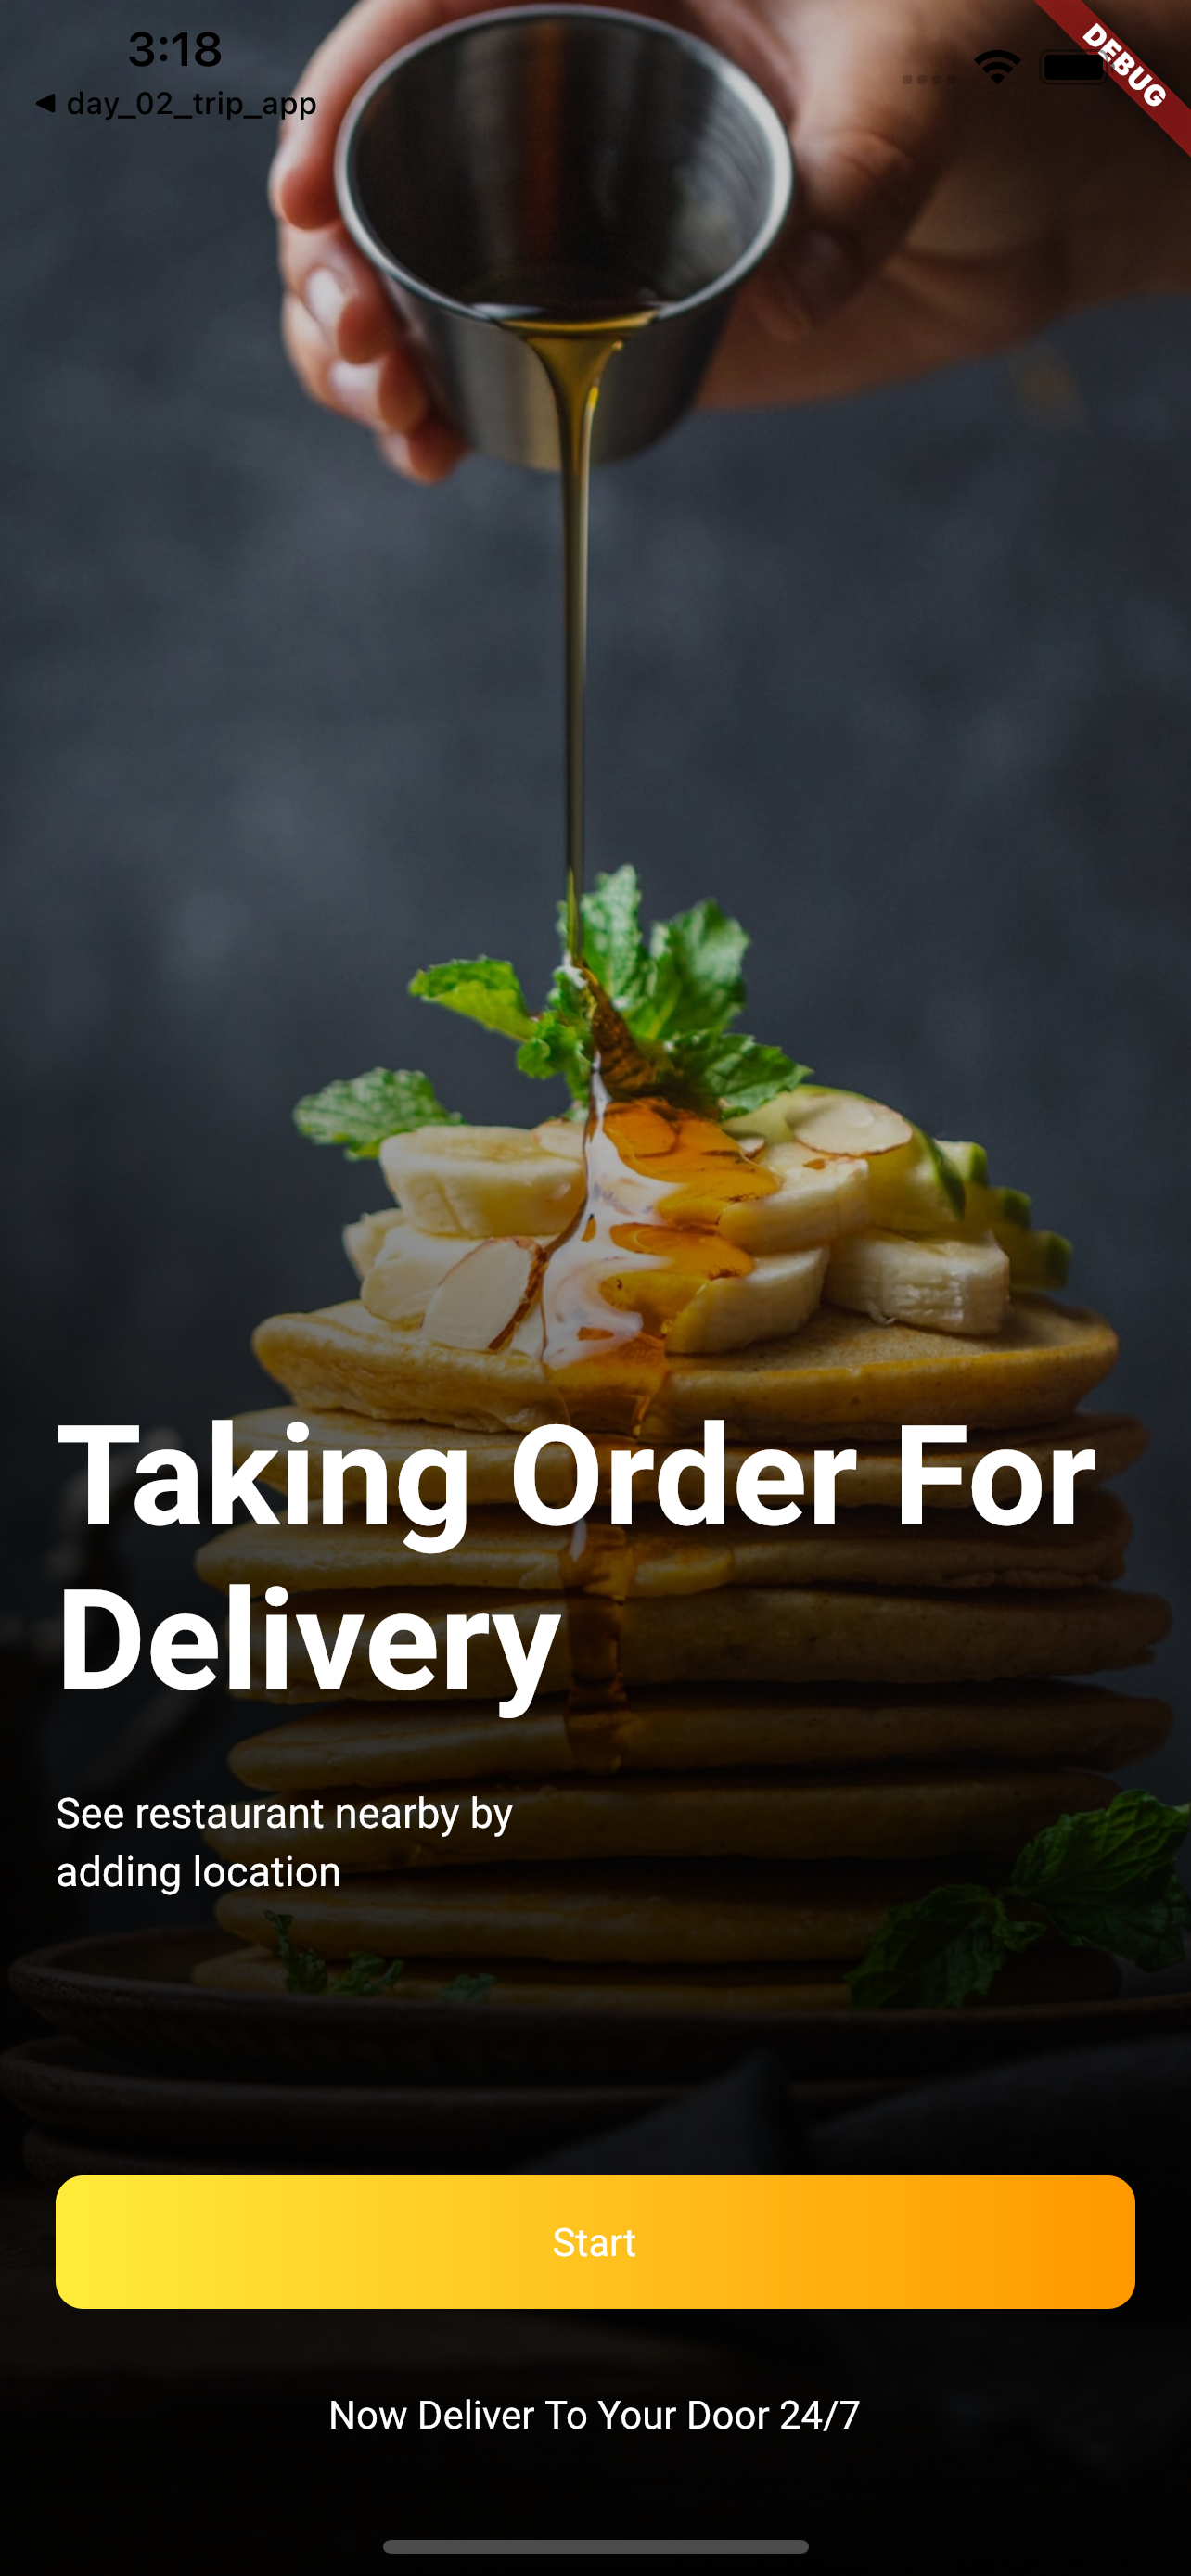 3:18
DEBUG
◀ day_02_trip_app
Taking Order For
Delivery
See restaurant nearby by
adding location
Start
Now Deliver To Your Door 24/7